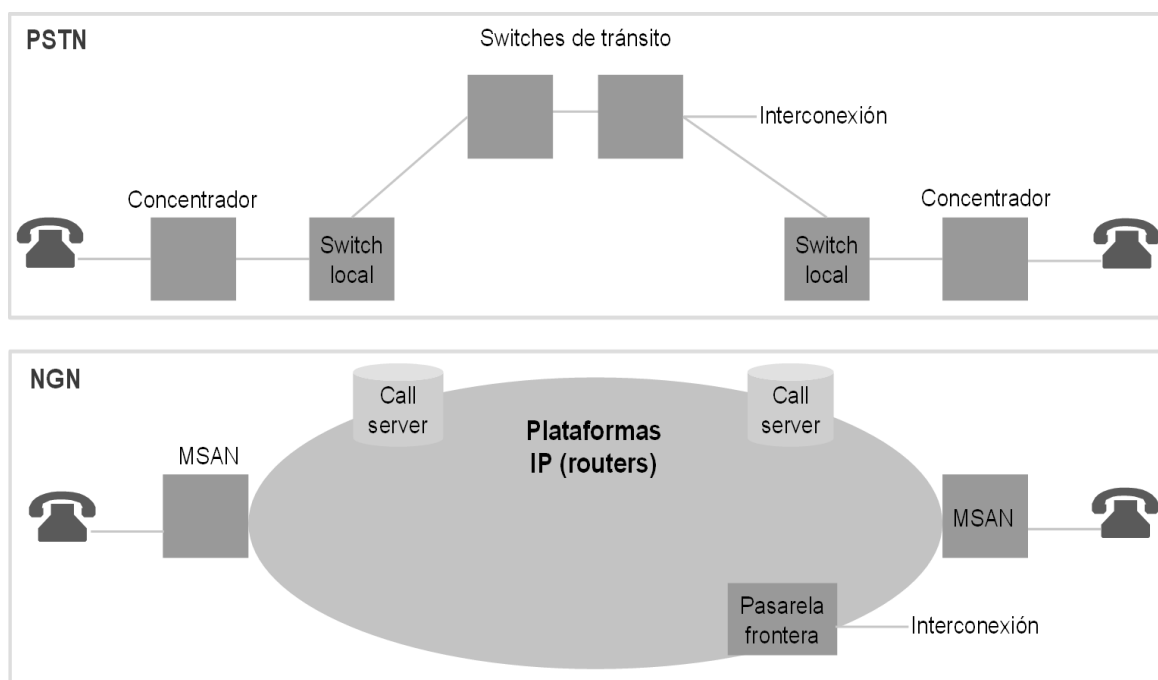 PSTN
Switches de tránsito
Interconexión
Concentrador
Switch
local
Switch
local
Concentrador
NGN
Call
server
Call
server
Plataformas
IP (routers)
MSAN
MSAN
Pasarela
frontera
Interconexión